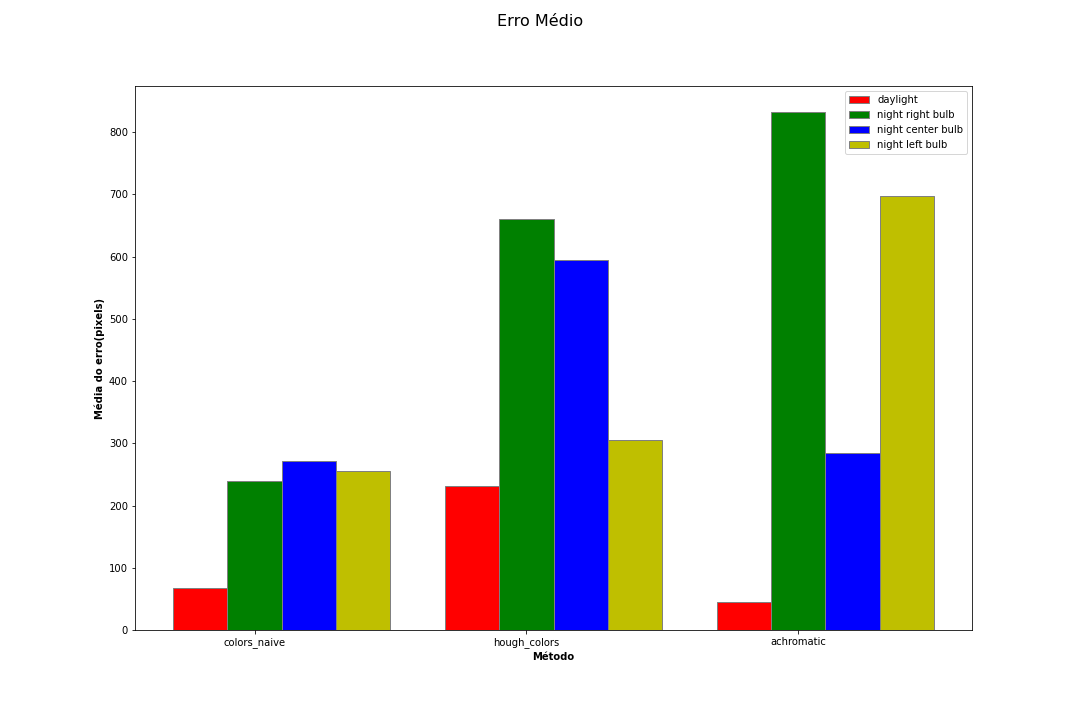 Erro Médio
daylight
night right bulb
night center bulb
night left bulb
Média do erro(pixels)
800
700
600
500
400
300
200
100
0
colors_naive
hough_colors
achromatic
Método